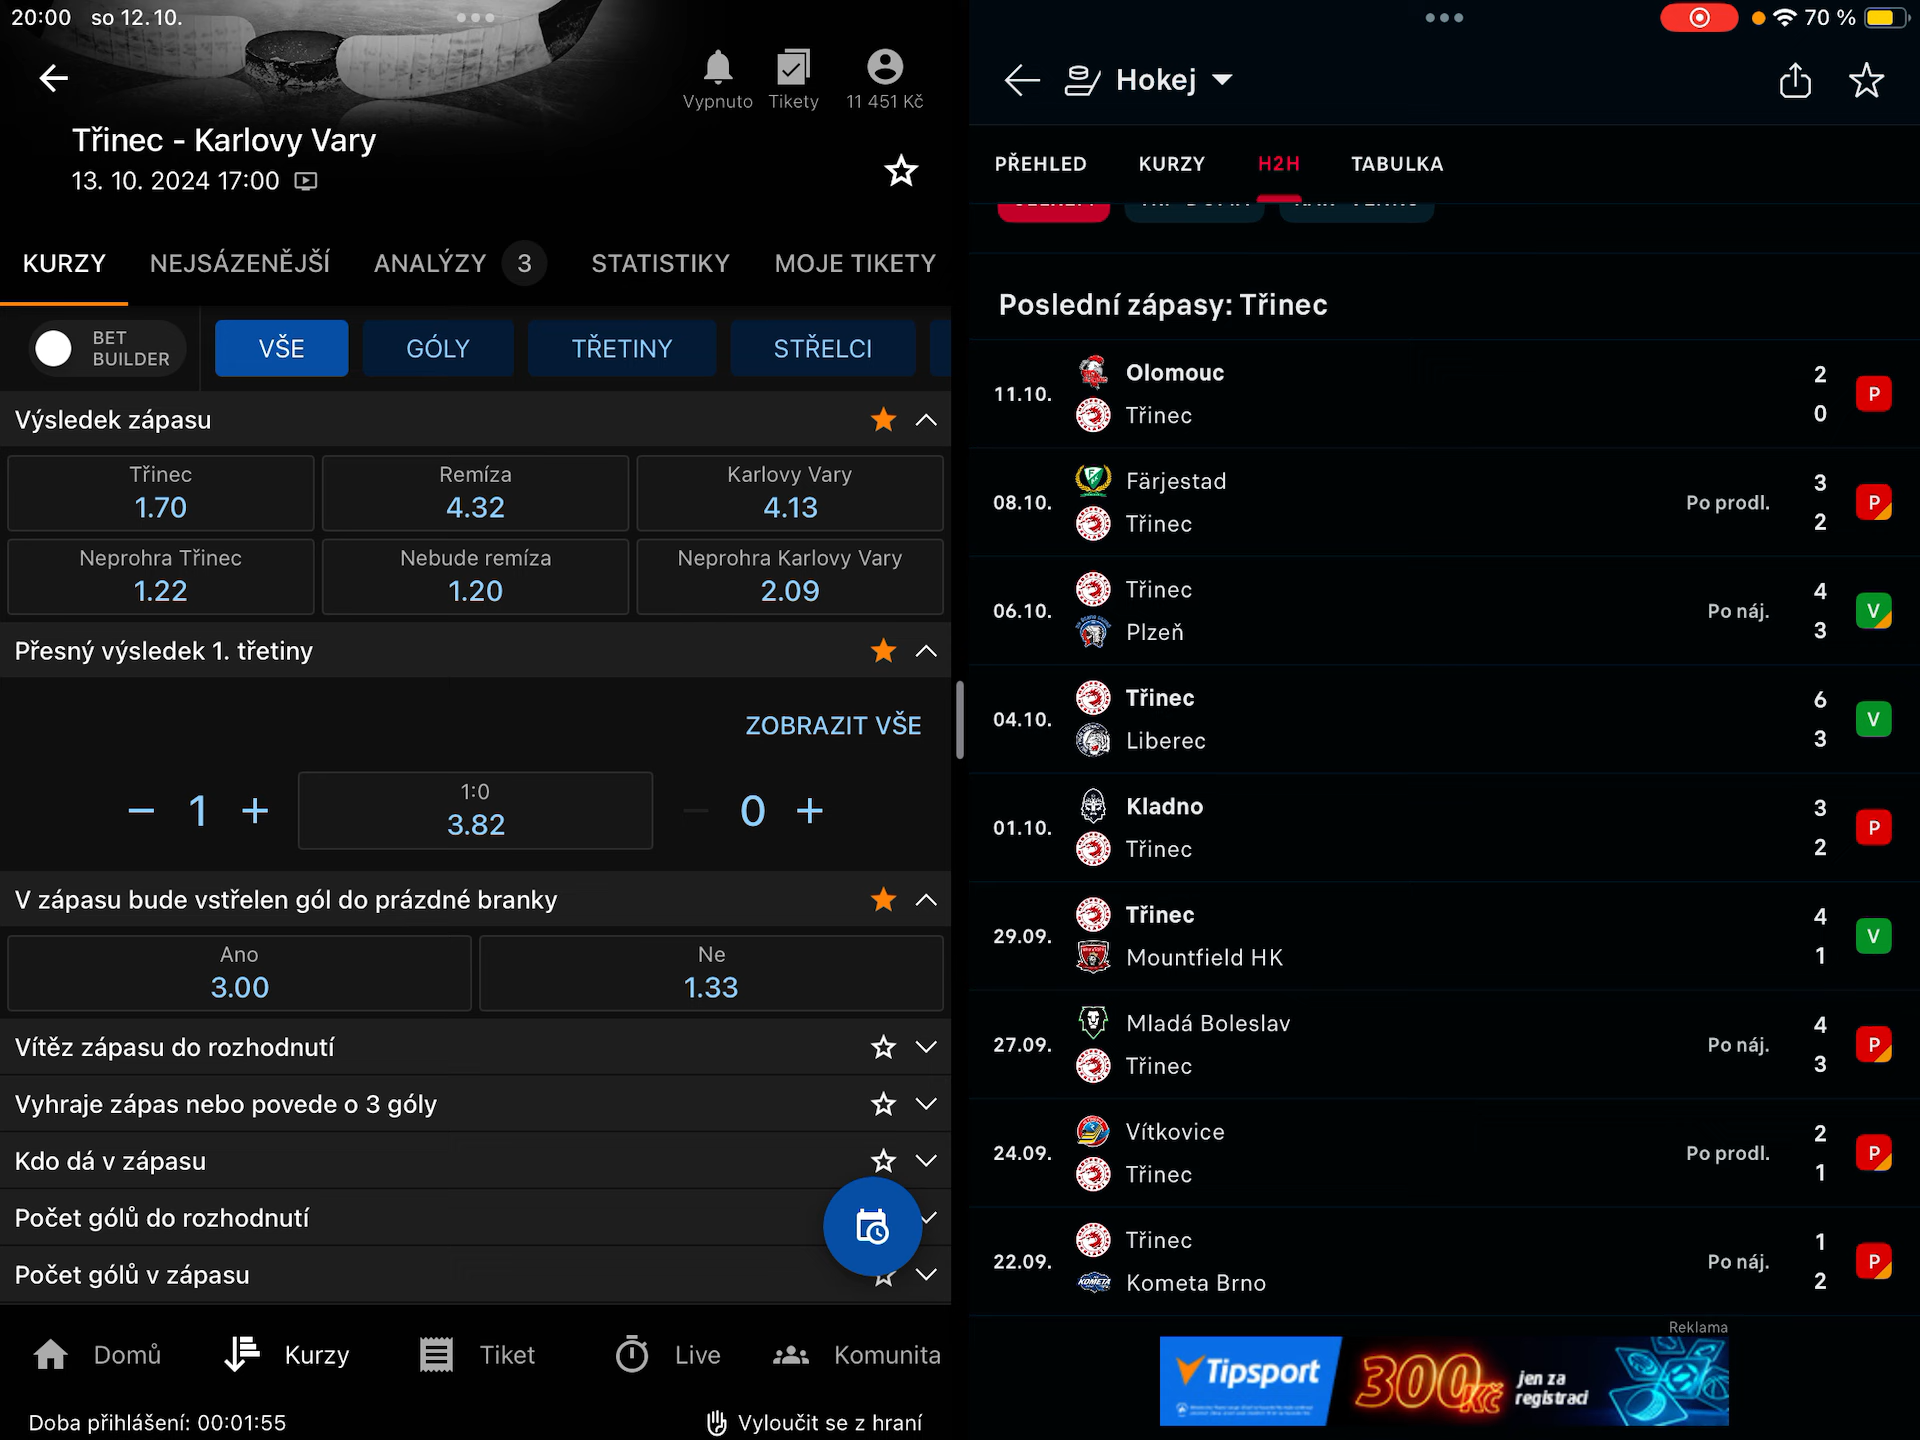 20:00 so 12. 10.
Vypnuto
Tikety
11 451 Kč
Třinec - Karlovy Vary
13. 10. 2024 17:00
KURZY
NEJSÁZENĚJŠÍ
ANALÝZY 3
STATISTIKY
MOJE TIKETY
BET
BUILDER
VŠE
GÓLY
TŘETINY
STŘELCI
Výsledek zápasu
Třinec
1.70
Remíza
4.32
Karlovy Vary
4.13
Neprohra Třinec
1.22
Nebude remíza
1.20
Neprohra Karlovy Vary
2.09
Přesný výsledek 1. třetiny
ZOBRAZIT VŠE
− 1 +
1:0
3.82
− 0 +
V zápasu bude vstřelen gól do prázdné branky
Ano
3.00
Ne
1.33
Vítěz zápasu do rozhodnutí
Vyhraje zápas nebo povede o 3 góly
Kdo dá v zápasu
Počet gólů do rozhodnutí
Počet gólů v zápasu
Domů
Kurzy
Tiket
Live
Komunita
Doba přihlášení: 00:01:55
Vyloučit se z hraní
70 %
Hokej
PŘEHLED
KURZY
H2H
TABULKA
Poslední zápasy: Třinec
11.10.
Olomouc 2
Třinec 0
P
08.10.
Färjestad 3
Třinec 2
Po prodl.
P
06.10.
Třinec 4
Plzeň 3
Po náj.
V
04.10.
Třinec 6
Liberec 3
V
01.10.
Kladno 3
Třinec 2
P
29.09.
Třinec 4
Mountfield HK 1
V
27.09.
Mladá Boleslav 4
Třinec 3
Po náj.
P
24.09.
Vítkovice 2
Třinec 1
Po prodl.
P
22.09.
Třinec 1
Kometa Brno 2
Po náj.
P
Reklama
Tipsport
300Kč
jen za
registraci